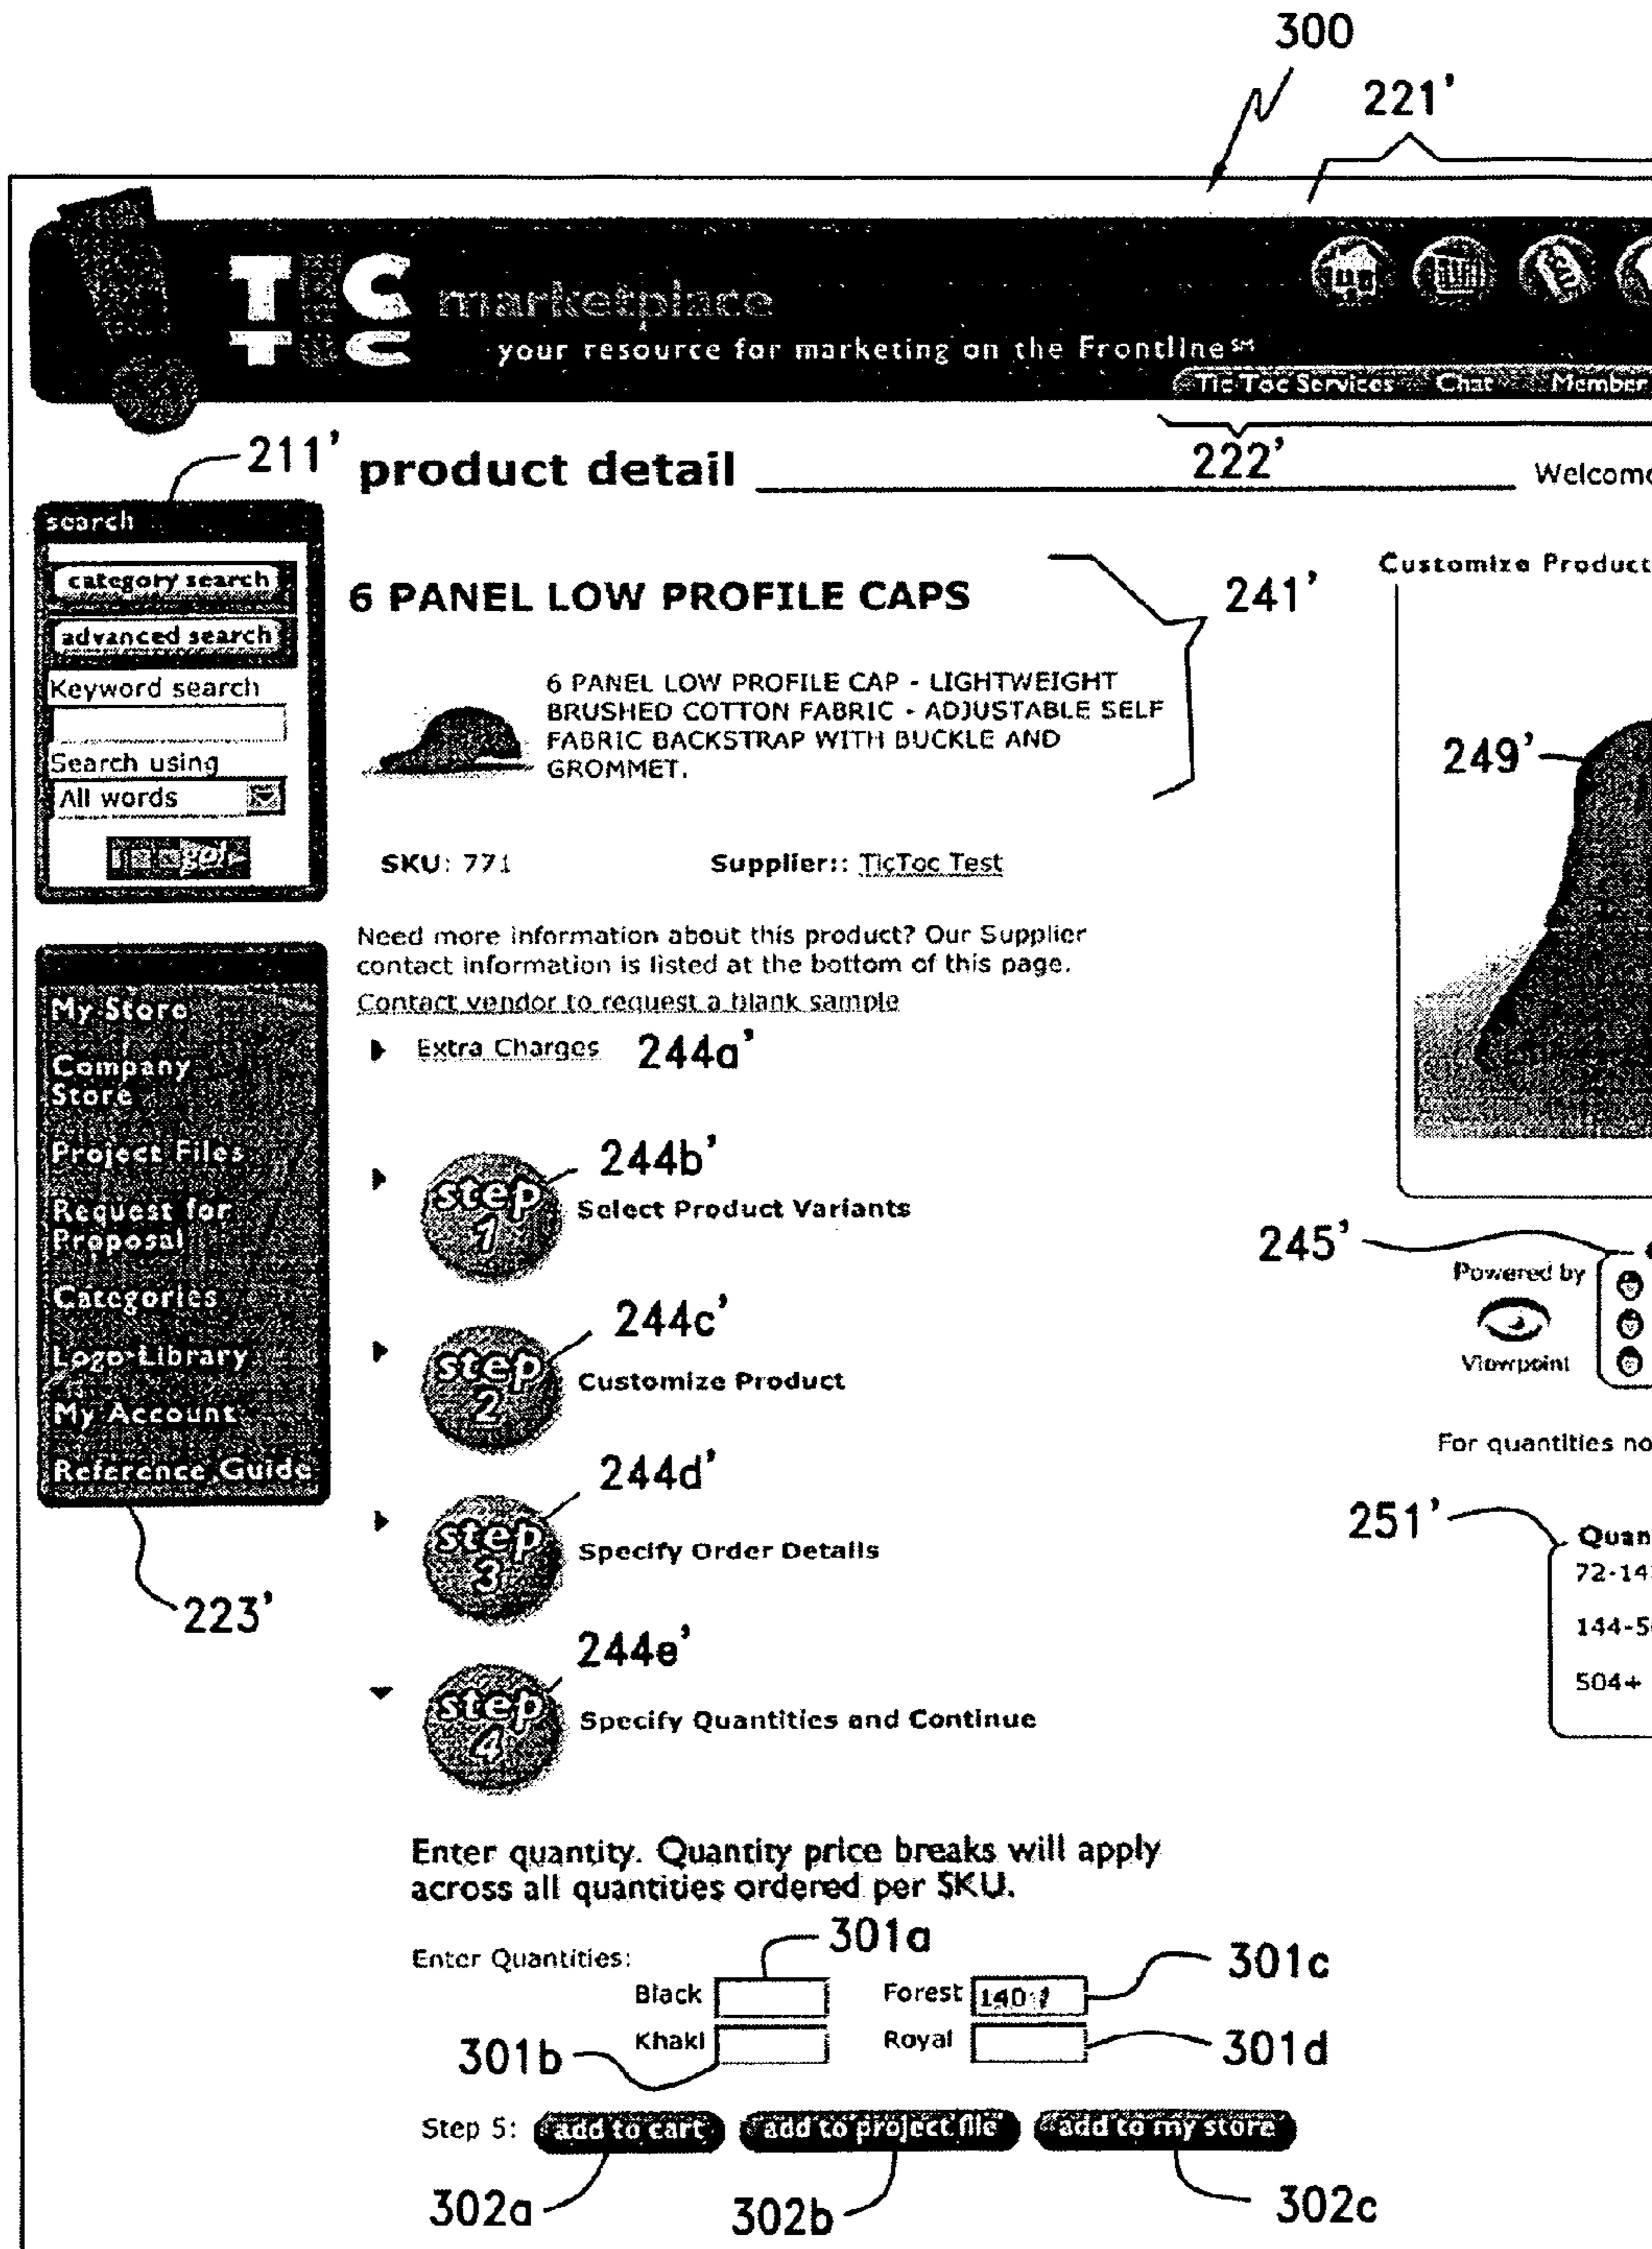 300
221'
TIC marketplace
TC
your resource for marketing on the Frontline℠
Tic Toc Services Chat Member
222'
211'
product detail
Welcome
search
category search
advanced search
Keyword search
Search using
All words
go!
6 PANEL LOW PROFILE CAPS
241'
6 PANEL LOW PROFILE CAP - LIGHTWEIGHT
BRUSHED COTTON FABRIC - ADJUSTABLE SELF
FABRIC BACKSTRAP WITH BUCKLE AND
GROMMET.
SKU: 771
Supplier:: TicToc Test
Need more information about this product? Our Supplier
contact information is listed at the bottom of this page.
Contact vendor to request a blank sample
Extra Charges 244a'
Customize Product
249'
My Store
Company
Store
Project Files
Request for
Proposal
Categories
Logo Library
My Account
Reference Guide
223'
244b'
step
1
Select Product Variants
244c'
step
2
Customize Product
244d'
step
3
Specify Order Details
244e'
step
4
Specify Quantities and Continue
245'
Powered by
Viewpoint
For quantities
251'
72-14
144-5
504+
Enter quantity. Quantity price breaks will apply
across all quantities ordered per SKU.
Enter Quantities:
301a
Black
Forest 140
301c
301b
Khaki
Royal
301d
Step 5: add to cart add to project file add to my store
302a
302b
302c